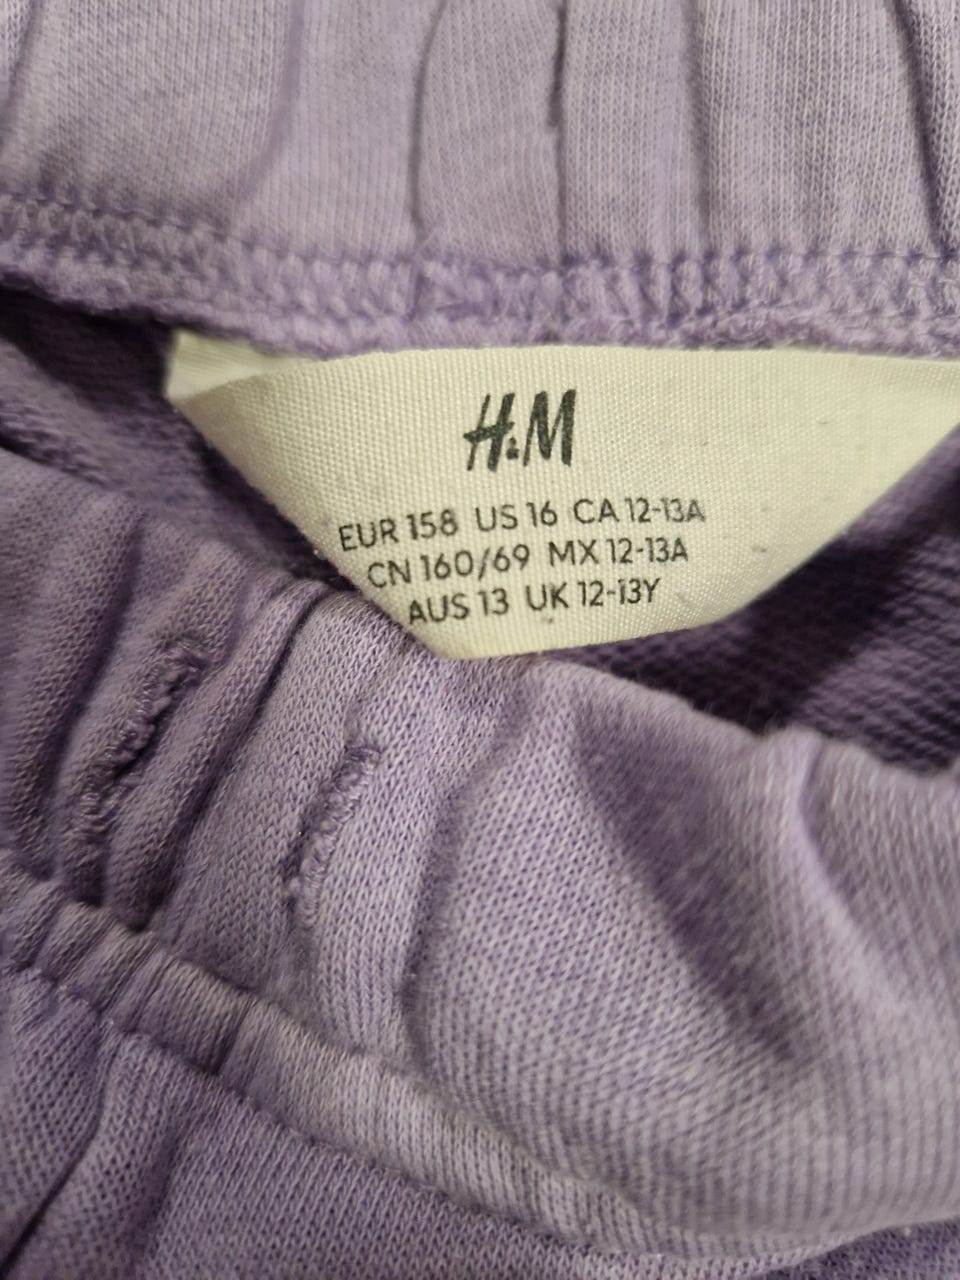 H&M
EUR 158 US 16 CA 12-13A
CN 160/69 MX 12-13A
AUS 13 UK 12-13Y